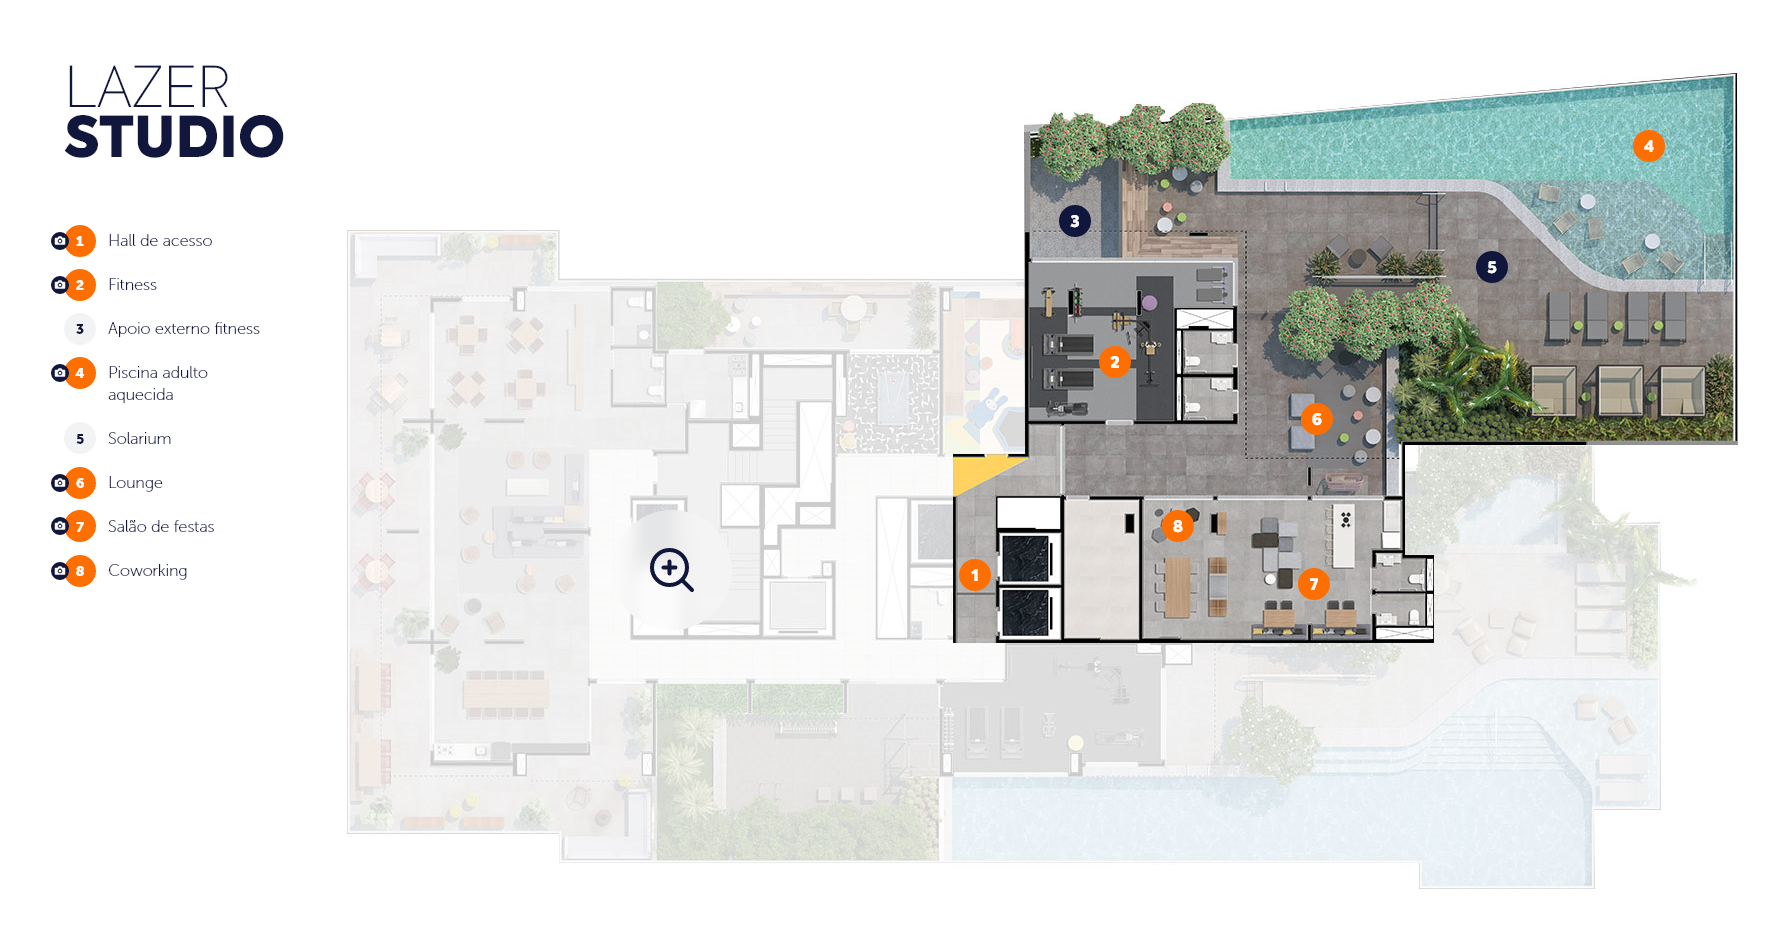 LAZER
STUDIO
1 Hall de acesso
2 Fitness
3 Apoio externo fitness
4 Piscina adulto
aquecida
5 Solarium
6 Lounge
7 Salão de festas
8 Coworking
4
3
5
2
6
8
1
7